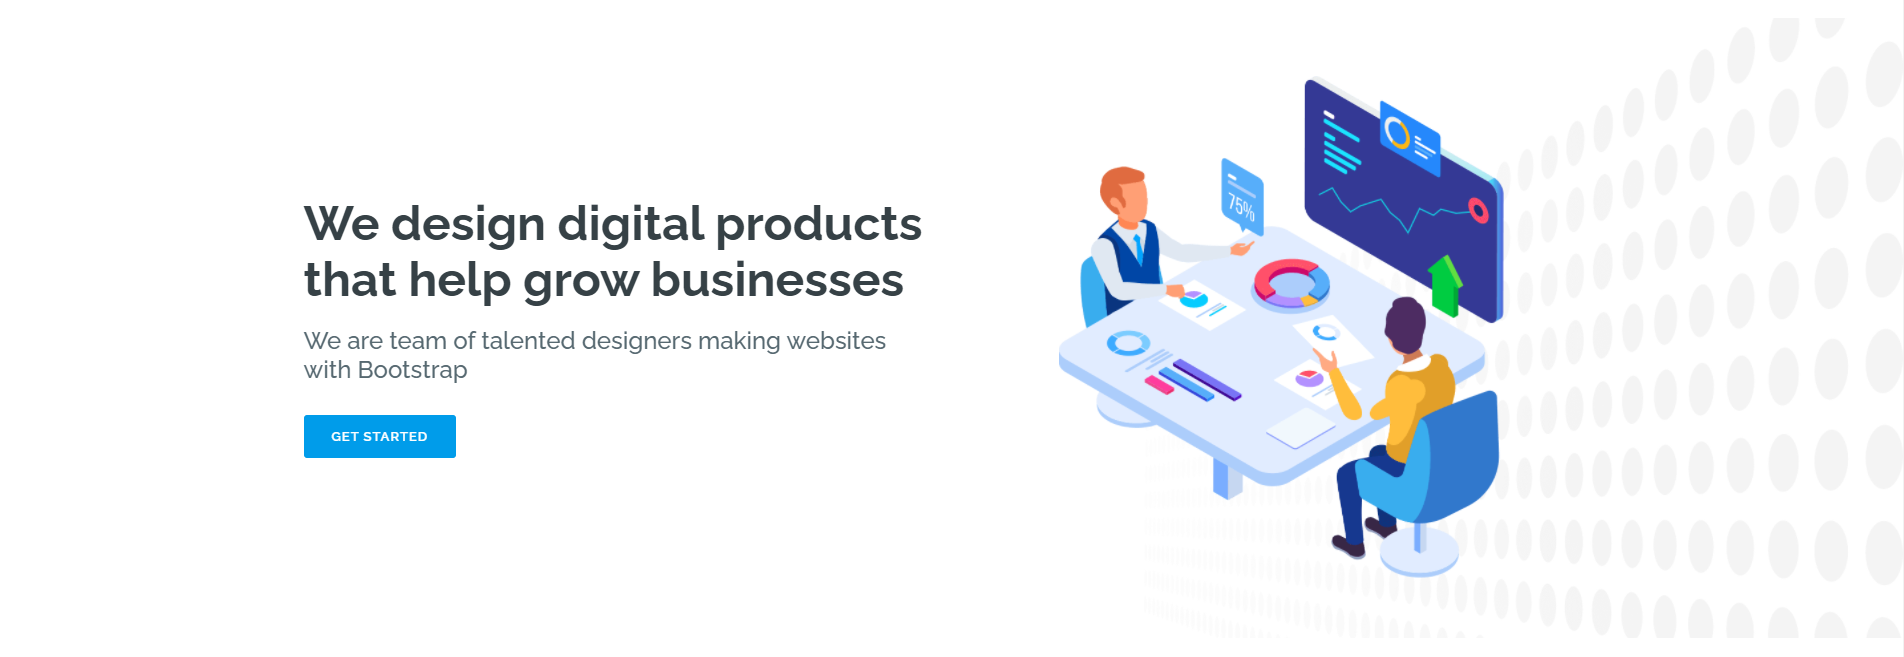 We design digital products
that help grow businesses
We are team of talented designers making websites
with Bootstrap
GET STARTED
75%